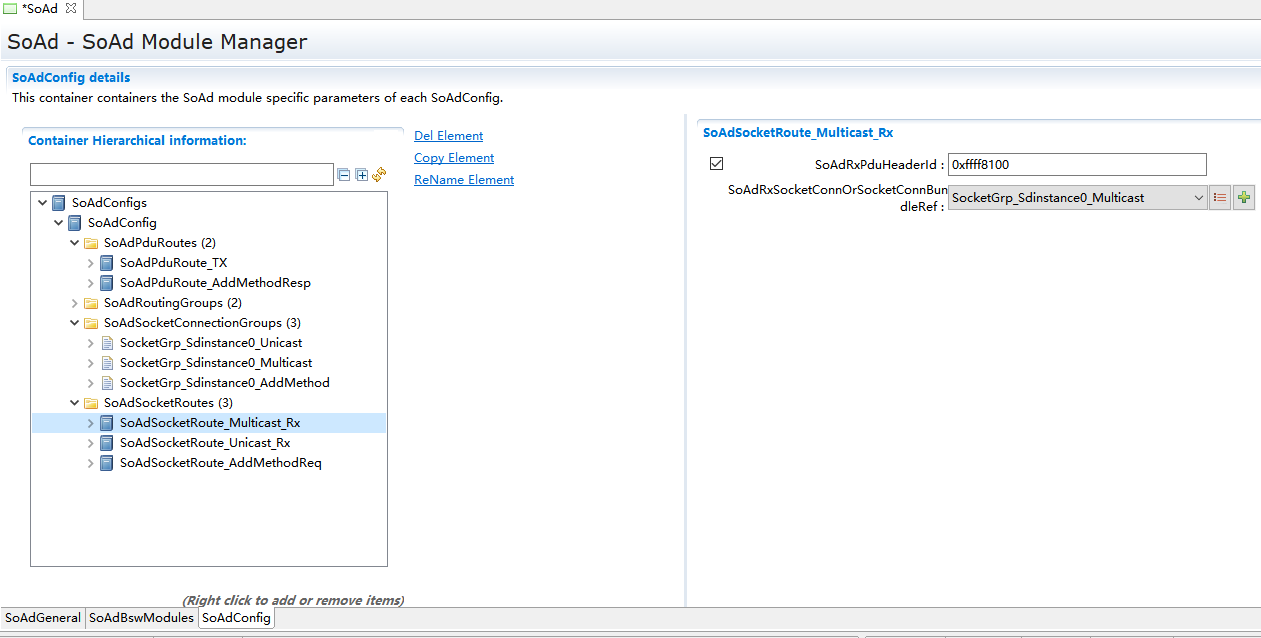 *SoAd
SoAd - SoAd Module Manager
SoAdConfig details
This container containers the SoAd module specific parameters of each SoAdConfig.
Container Hierarchical information:
Del Element
Copy Element
ReName Element
SoAdConfigs
SoAdConfig
SoAdPduRoutes (2)
SoAdPduRoute_TX
SoAdPduRoute_AddMethodResp
SoAdRoutingGroups (2)
SoAdSocketConnectionGroups (3)
SocketGrp_Sdinstance0_Unicast
SocketGrp_Sdinstance0_Multicast
SocketGrp_Sdinstance0_AddMethod
SoAdSocketRoutes (3)
SoAdSocketRoute_Multicast_Rx
SoAdSocketRoute_Unicast_Rx
SoAdSocketRoute_AddMethodReq
(Right click to add or remove items)
SoAdSocketRoute_Multicast_Rx
SoAdRxPduHeaderId : 0xffff8100
SoAdRxSocketConnOrSocketConnBun
dleRef : SocketGrp_Sdinstance0_Multicast
SoAdGeneral SoAdBswModules SoAdConfig